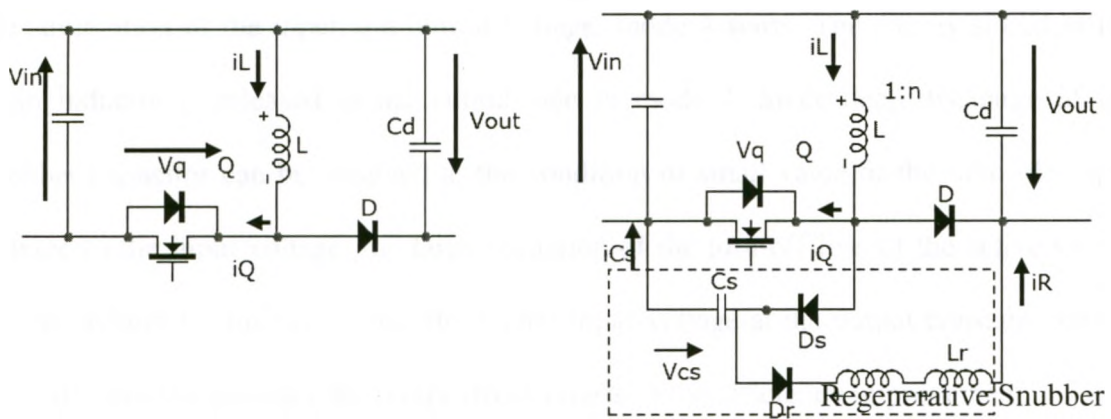 Vin
iL
+
L
Cd
Vout
Vq
Q
D
iQ
Vin
iL
+
1:n
L
Cd
Vout
Vq
Q
-
D
iCs
iQ
Cs
iR
Ds
Vcs
Lr
Dr
Regenerative Snubber